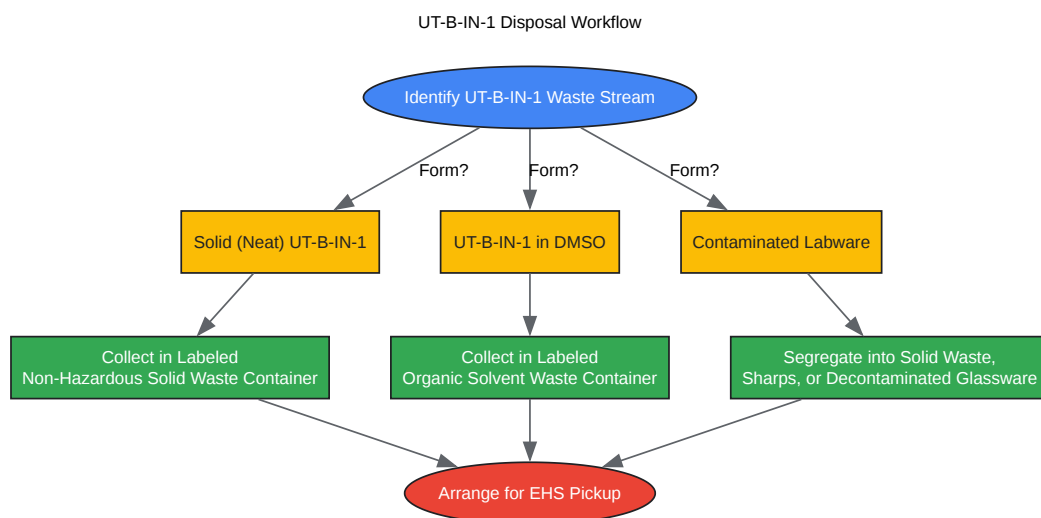 UT-B-IN-1 Disposal Workflow
Identify UT-B-IN-1 Waste Stream
Form?
Form?
Form?
Solid (Neat) UT-B-IN-1
UT-B-IN-1 in DMSO
Contaminated Labware
Collect in Labeled
Non-Hazardous Solid Waste Container
Collect in Labeled
Organic Solvent Waste Container
Segregate into Solid Waste,
Sharps, or Decontaminated Glassware
Arrange for EHS Pickup